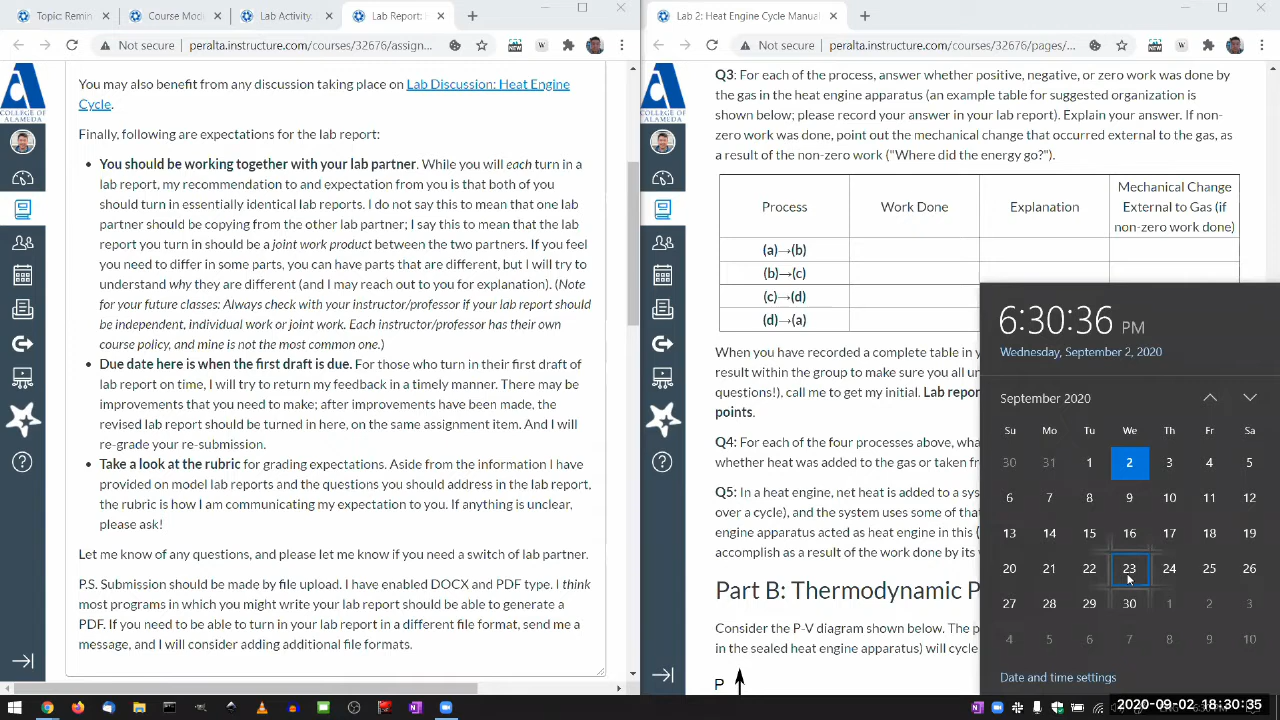 Topic: Remin
Course Moc
Lab Activity:
Lab Report:
Lab 2: Heat Engine Cycle Manua
Not secure
peralta.instructure.com/courses/32676/assign...
NEW
W
Not secure
peralta.instructure.com/courses/32676/pages/...
NEW
W
COLLEGE OF
ALAMEDA
You may also benefit from any discussion taking place on Lab Discussion: Heat Engine
Cycle.
Finally, following are expectations for the lab report:
You should be working together with your lab partner. While you will each turn in a
lab report, my recommendation to and expectation from you is that both of you
should turn in essentially identical lab reports. I do not say this to mean that one lab
partner should be copying from the other lab partner; I say this to mean that the lab
report you turn in should be a joint work product between the two partners. If you feel
you need to differ in some parts, you can have parts that are different, but I will try to
understand why they are different (and I may reach out to you for explanation). (Note
for your future classes: Always check with your instructor/professor if your lab report should
be independent, individual work or joint work. Each instructor/professor has their own
course policy, and mine is not the most common one.)
Due date here is when the first draft is due. For those who turn in their first draft of
lab report on time, I will try to return my feedback in a timely manner. There may be
improvements that you need to make; after improvements have been made, the
revised lab report should be turned in here, on the same assignment item. And I will
re-grade your re-submission.
Take a look at the rubric for grading expectations. Aside from the information I have
provided on model lab reports and the questions you should address in the lab report,
the rubric is how I am communicating my expectation to you. If anything is unclear,
please ask!
Let me know of any questions, and please let me know if you need a switch of lab partner.
P.S. Submission should be made by file upload. I have enabled DOCX and PDF type. I think
most programs in which you might write your lab report should be able to generate a
PDF. If you need to be able to turn in your lab report in a different file format, send me a
message, and I will consider adding additional file formats.
COLLEGE OF
ALAMEDA
Q3: For each of the process, answer whether positive, negative, or zero work was done by
the gas in the heat engine apparatus (an example table for suggested organization is
shown below; please record your answer in your lab report). Explain your answer. If non-
zero work was done, point out the mechanical change that occurred external to the gas, as
a result of the non-zero work ("Where did the energy go?").
Process Work Done Explanation Mechanical Change
External to Gas (if
non-zero work done)
(a)→(b)
(b)→(c)
(c)→(d)
(d)→(a)
When you have recorded a complete table in y
result within the group to make sure you all un
questions!), call me to get my initial. Lab repor
points.
Q4: For each of the four processes above, wha
whether heat was added to the gas or taken fr
Q5: In a heat engine, net heat is added to a sys
over a cycle), and the system uses some of that
engine apparatus acted as heat engine in this (
accomplish as a result of the work done by its
Part B: Thermodynamic P
Consider the P-V diagram shown below. The p
in the sealed heat engine apparatus) will cycle
P
6:30:36 PM
Wednesday, September 2, 2020
September 2020
Su Mo Tu We Th Fr Sa
30 31 1 2 3 4 5
6 7 8 9 10 11 12
13 14 15 16 17 18 19
20 21 22 23 24 25 26
27 28 29 30 1 2 3
4 5 6 7 8 9 10
Date and time settings
2020-09-02 18:30:35